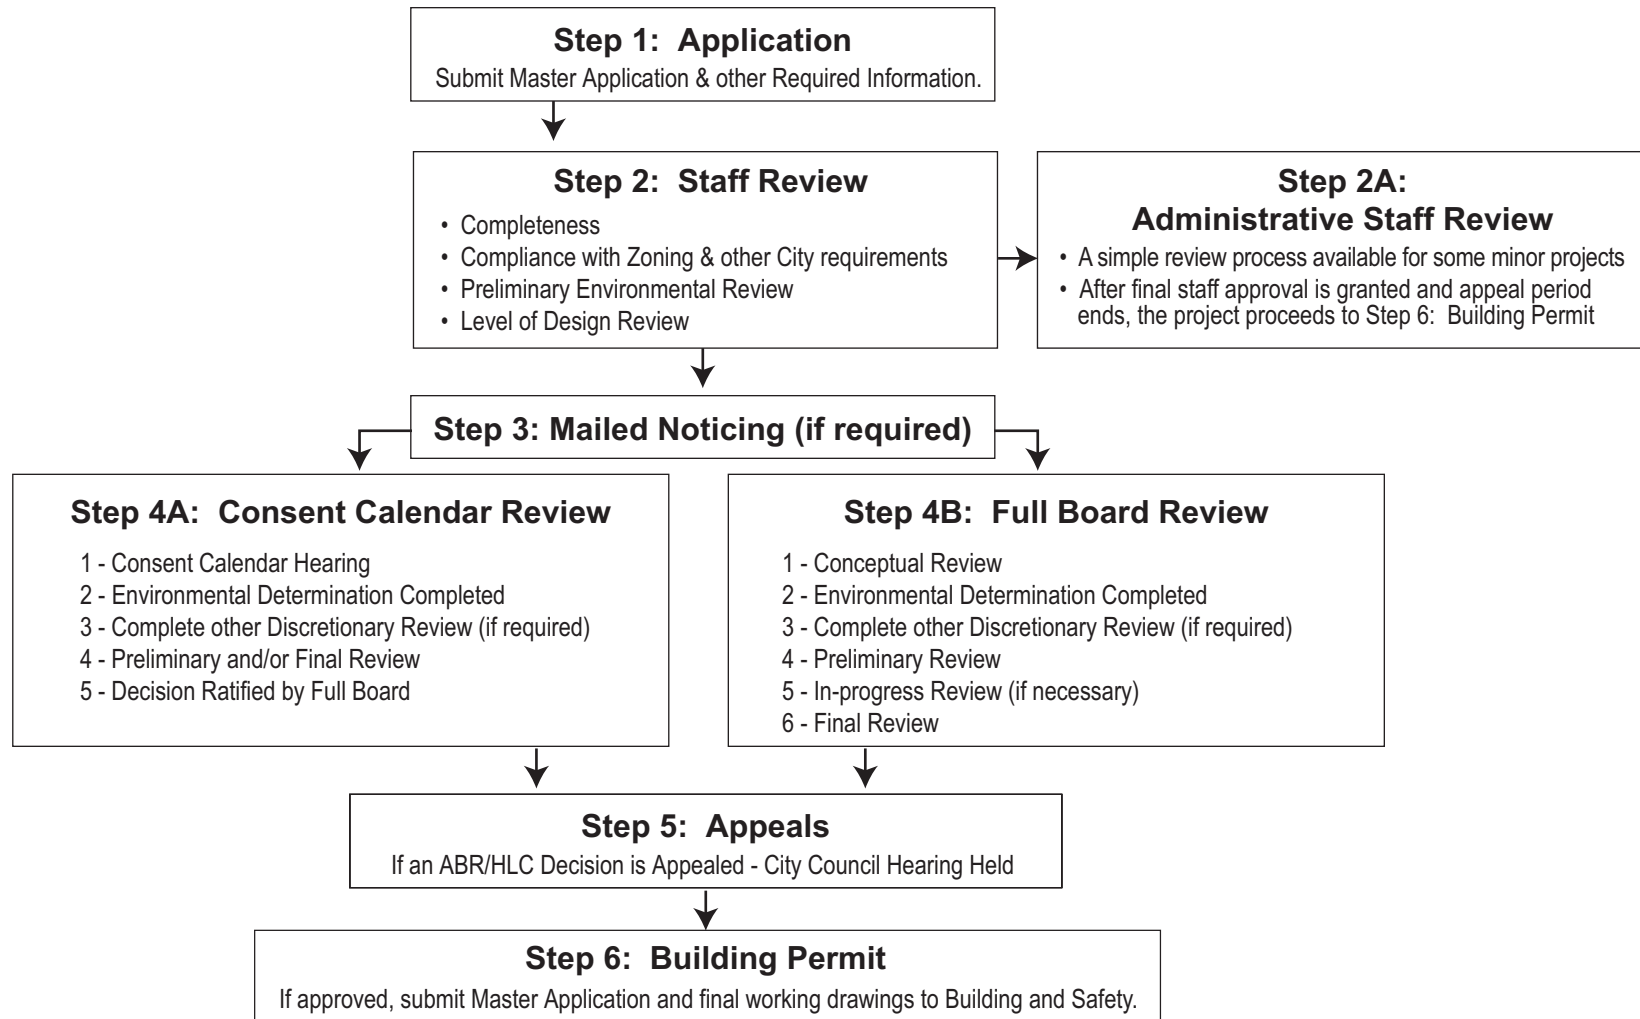 Step 1:  Application
Submit Master Application & other Required Information.
Step 2:  Staff Review
• Completeness
• Compliance with Zoning & other City requirements
• Preliminary Environmental Review
• Level of Design Review
Step 2A:
Administrative Staff Review
• A simple review process available for some minor projects
• After final staff approval is granted and appeal period
ends, the project proceeds to Step 6:  Building Permit
Step 3: Mailed Noticing (if required)
Step 4A:  Consent Calendar Review
1 - Consent Calendar Hearing
2 - Environmental Determination Completed
3 - Complete other Discretionary Review (if required)
4 - Preliminary and/or Final Review
5 - Decision Ratified by Full Board
Step 4B:  Full Board Review
1 - Conceptual Review
2 - Environmental Determination Completed
3 - Complete other Discretionary Review (if required)
4 - Preliminary Review
5 - In-progress Review (if necessary)
6 - Final Review
Step 5:  Appeals
If an ABR/HLC Decision is Appealed - City Council Hearing Held
Step 6:  Building Permit
If approved, submit Master Application and final working drawings to Building and Safety.